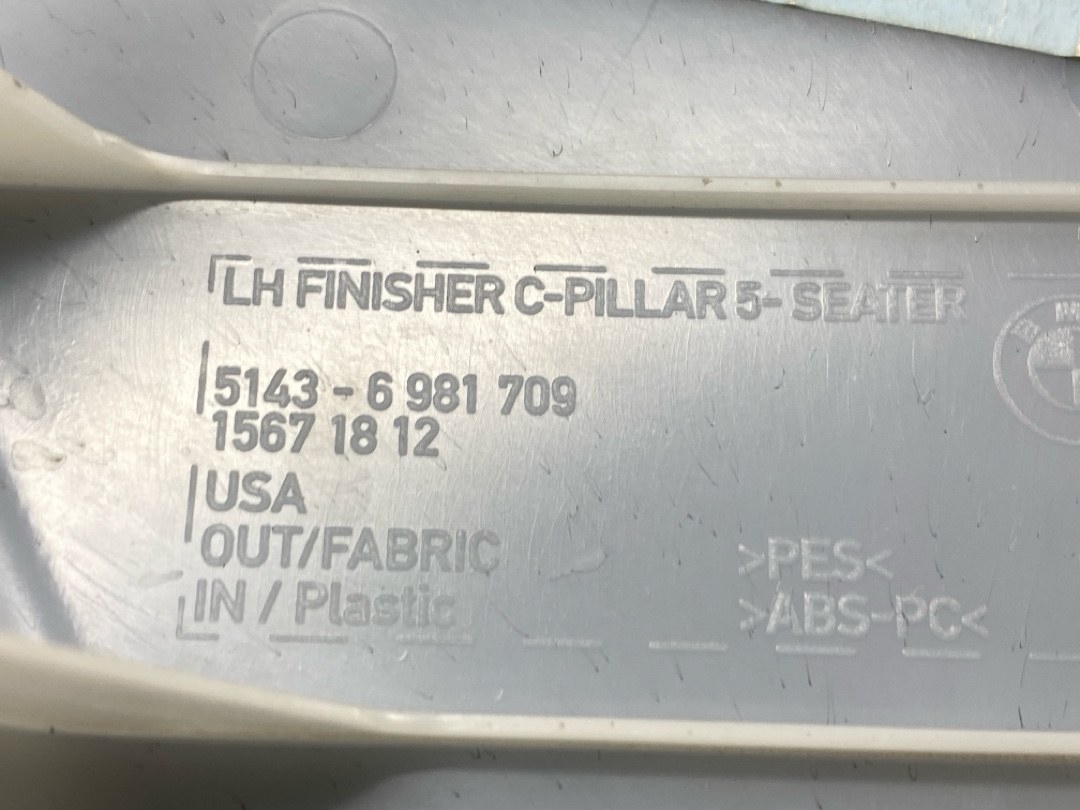 LH FINISHER C-PILLAR 5- SEATER
5143 - 6 981 709
1567 18 12
USA
OUT/FABRIC
IN / Plastic
>PES<
>ABS-PC<